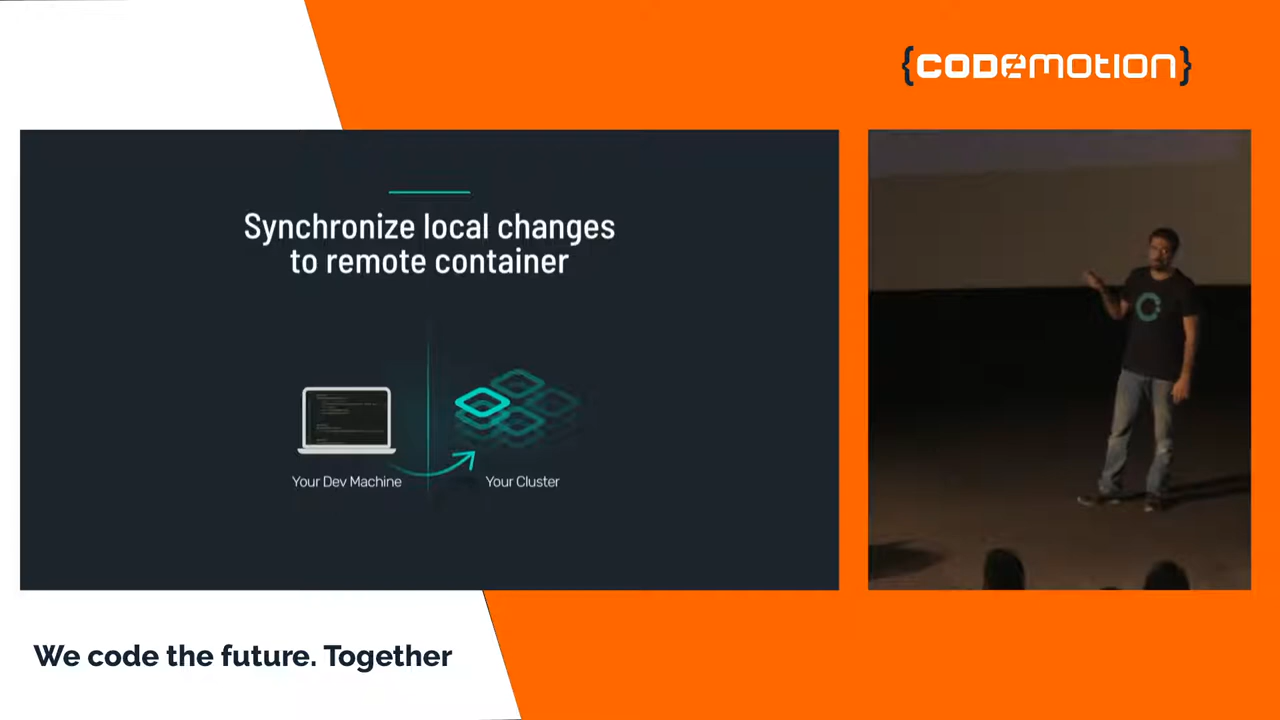 {CODEMOTION}
Synchronize local changes
to remote container
Your Dev Machine
Your Cluster
We code the future. Together